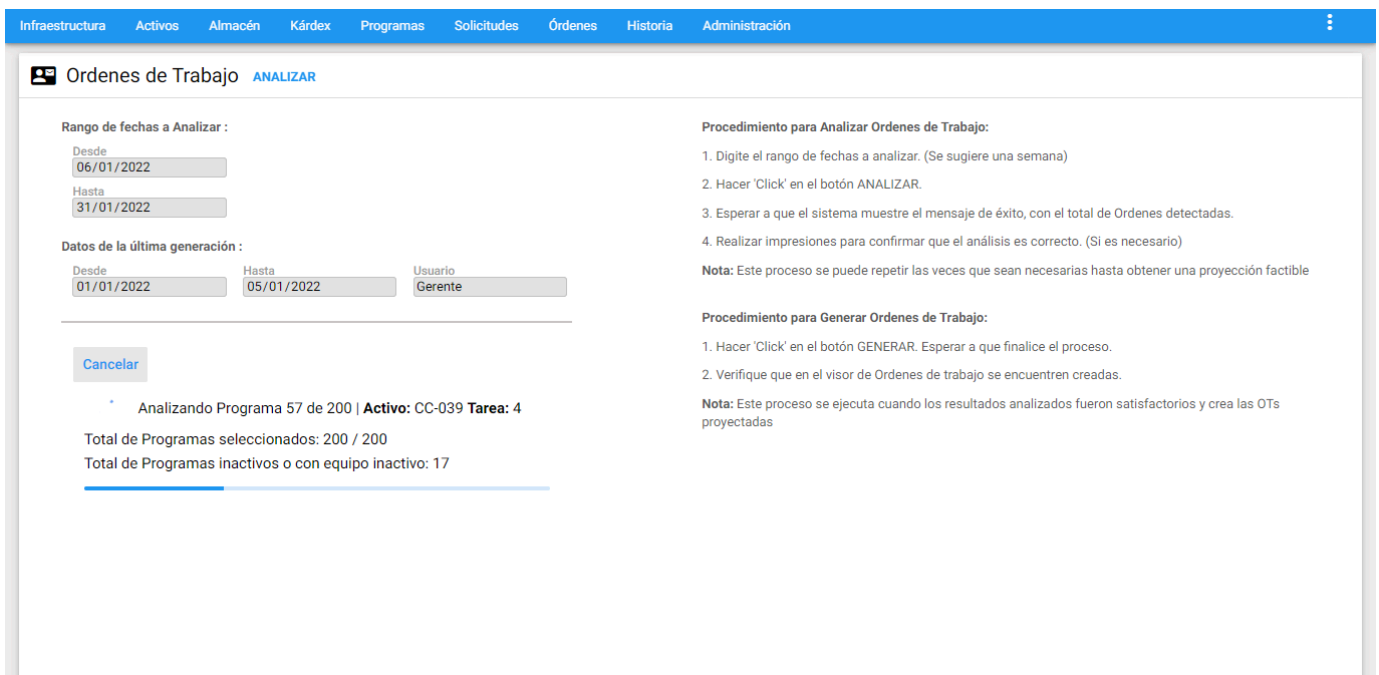 Infraestructura Activos Almacén Kárdex Programas Solicitudes Órdenes Historia Administración
Ordenes de Trabajo ANALIZAR
Rango de fechas a Analizar :
Desde
06/01/2022
Hasta
31/01/2022
Datos de la última generación :
Desde Hasta Usuario
01/01/2022 05/01/2022 Gerente
Cancelar
Analizando Programa 57 de 200 | Activo: CC-039 Tarea: 4
Total de Programas seleccionados: 200 / 200
Total de Programas inactivos o con equipo inactivo: 17
Procedimiento para Analizar Ordenes de Trabajo:
1. Digite el rango de fechas a analizar. (Se sugiere una semana)
2. Hacer 'Click' en el botón ANALIZAR.
3. Esperar a que el sistema muestre el mensaje de éxito, con el total de Ordenes detectadas.
4. Realizar impresiones para confirmar que el análisis es correcto. (Si es necesario)
Nota: Este proceso se puede repetir las veces que sean necesarias hasta obtener una proyección factible
Procedimiento para Generar Ordenes de Trabajo:
1. Hacer 'Click' en el botón GENERAR. Esperar a que finalice el proceso.
2. Verifique que en el visor de Ordenes de trabajo se encuentren creadas.
Nota: Este proceso se ejecuta cuando los resultados analizados fueron satisfactorios y crea las OTs
proyectadas